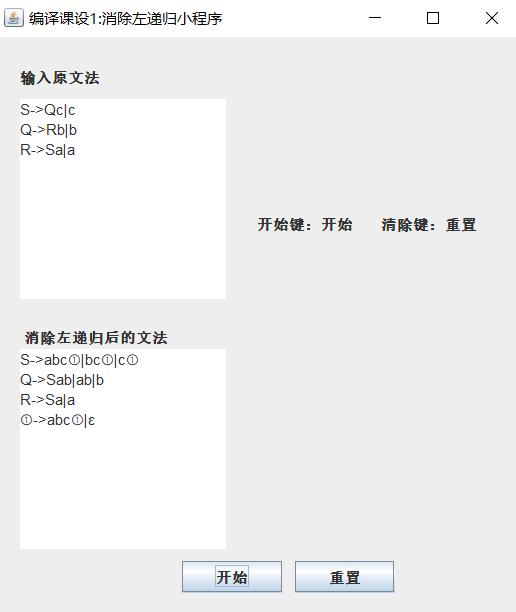 编译课设1:消除左递归小程序
输入原文法
S->Qc|c
Q->Rb|b
R->Sa|a
开始键：开始 清除键：重置
消除左递归后的文法
S->abc①|bc①|c①
Q->Sab|ab|b
R->Sa|a
①->abc①|ε
开始 重置